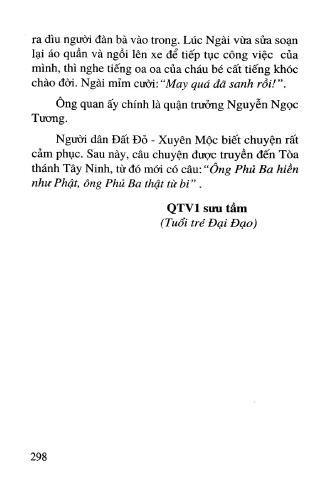 ra dìu người đàn bà vào trong. Lúc Ngài vừa sửa soạn
lại áo quần và ngồi lên xe để tiếp tục công việc của
mình, thì nghe tiếng oa oa của cháu bé cất tiếng khóc
chào đời. Ngài mỉm cười:“May quá đã sanh rồi!”.
Ông quan ấy chính là quận trưởng Nguyễn Ngọc
Tương.
Người dân Đất Đỏ - Xuyên Mộc biết chuyện rất
cảm phục. Sau này, câu chuyện được truyền đến Tòa
thánh Tây Ninh, từ đó mới có câu:“Ông Phủ Ba hiền
như Phật, ông Phủ Ba thật từ bi” .
QTV1 sưu tầm
(Tuổi trẻ Đại Đạo)
298